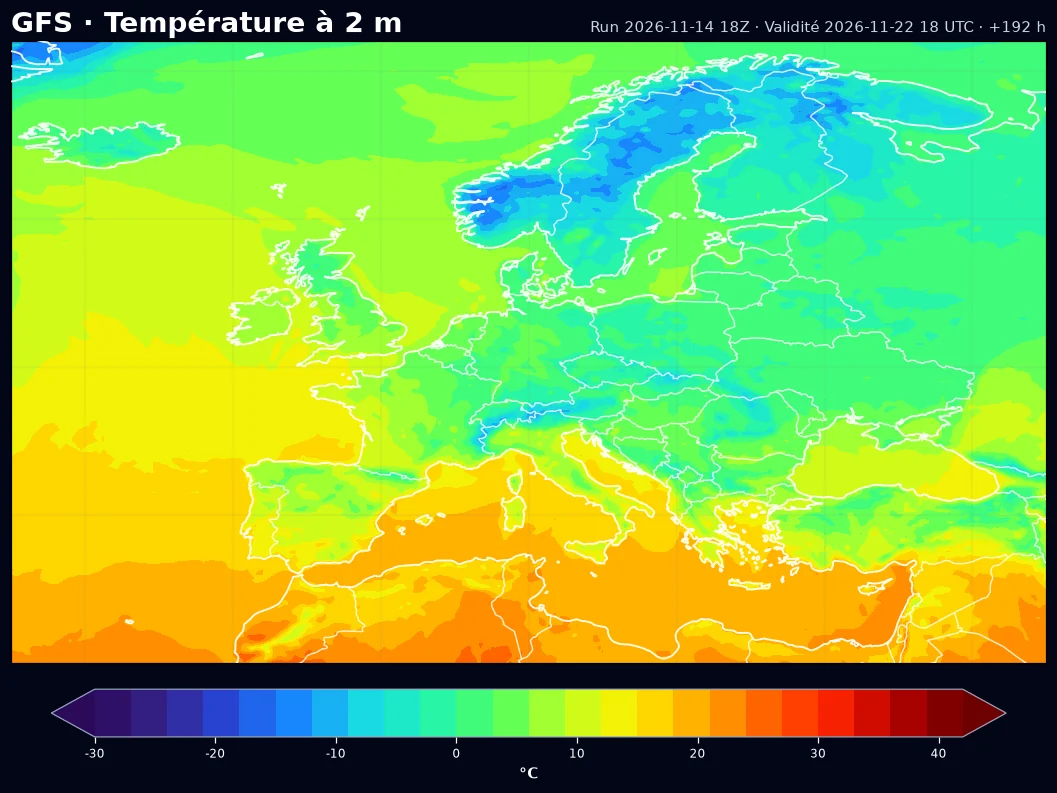 GFS · Température à 2 m
Run 2026-11-14 18Z · Validité 2026-11-22 18 UTC · +192 h
-30 -20 -10 0 10 20 30 40
°C